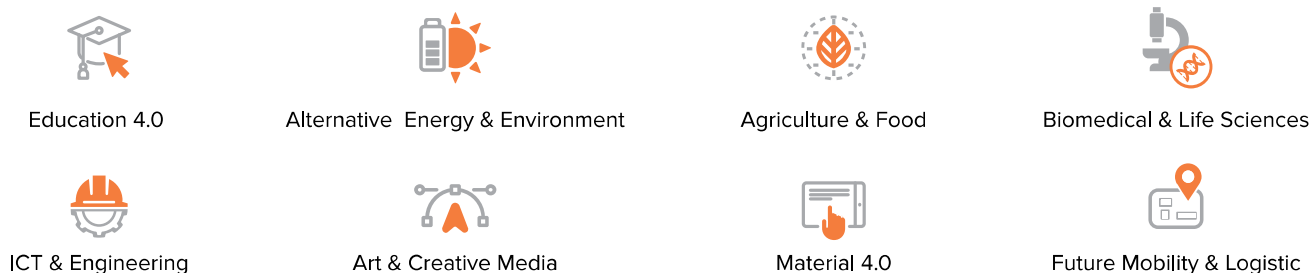 Education 4.0
Alternative Energy & Environment
Agriculture & Food
Biomedical & Life Sciences
ICT & Engineering
Art & Creative Media
Material 4.0
Future Mobility & Logistic